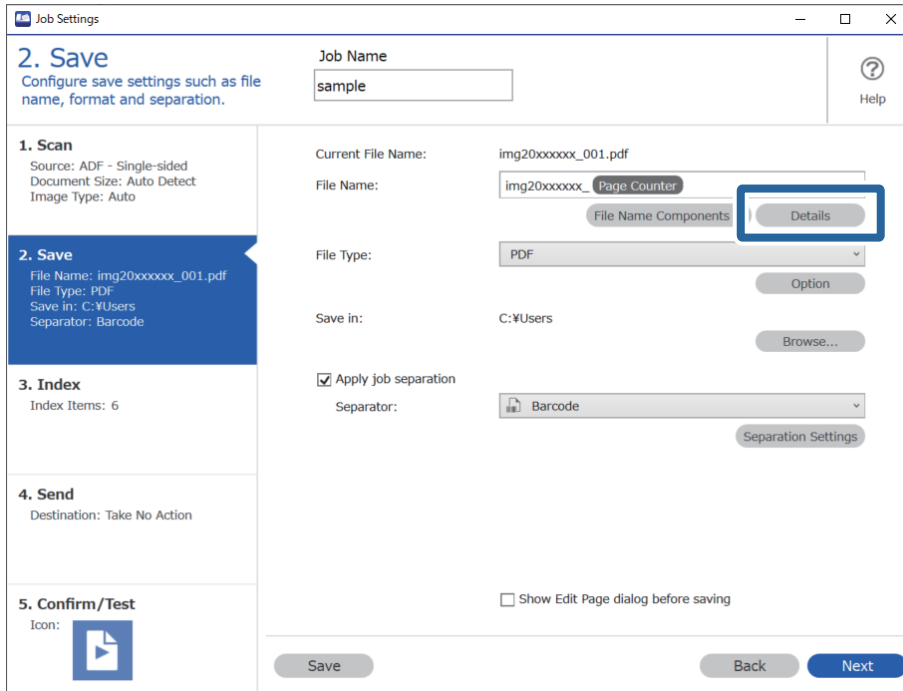 Job Settings
2. Save
Configure save settings such as file
name, format and separation.
Job Name
sample
Help
1. Scan
Source: ADF - Single-sided
Document Size: Auto Detect
Image Type: Auto
2. Save
File Name: img20xxxxxx_001.pdf
File Type: PDF
Save in: C:¥Users
Separator: Barcode
3. Index
Index Items: 6
4. Send
Destination: Take No Action
5. Confirm/Test
Icon:
Current File Name: img20xxxxxx_001.pdf
File Name: img20xxxxxx_ Page Counter
File Name Components Details
File Type: PDF
Option
Save in: C:¥Users
Browse...
Apply job separation
Separator: Barcode
Separation Settings
Show Edit Page dialog before saving
Save Back Next